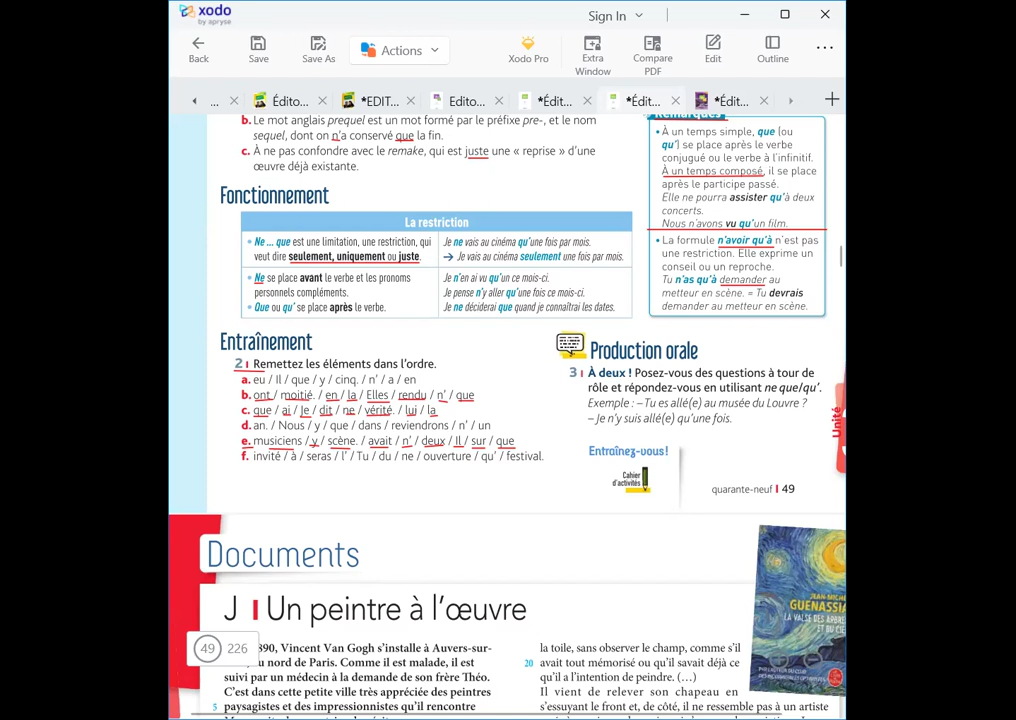 xodo
by apryse
Sign In
Back
Save
Save As
Actions
Xodo Pro
Extra Window
Compare PDF
Edit
Outline
...
Édito...
*EDIT...
Edito...
*Édit...
*Édit...
*Édit...
b. Le mot anglais prequel est un mot formé par le préfixe pre-, et le nom
sequel, dont on n'a conservé que la fin.
c. À ne pas confondre avec le remake, qui est juste une « reprise » d'une
œuvre déjà existante.
Fonctionnement
La restriction
• Ne ... que est une limitation, une restriction, qui
veut dire seulement, uniquement ou juste.
Je ne vais au cinéma qu'une fois par mois.
→ Je vais au cinéma seulement une fois par mois.
• Ne se place avant le verbe et les pronoms
personnels compléments.
• Que ou qu' se place après le verbe.
Je n'en ai vu qu'un ce mois-ci.
Je pense n'y aller qu'une fois ce mois-ci.
Je ne déciderai que quand je connaîtrai les dates.
Remarques
• À un temps simple, que (ou
qu') se place après le verbe
conjugué ou le verbe à l'infinitif.
À un temps composé, il se place
après le participe passé.
Elle ne pourra assister qu'à deux
concerts.
Nous n'avons vu qu'un film.
• La formule n'avoir qu'à n'est pas
une restriction. Elle exprime un
conseil ou un reproche.
Tu n'as qu'à demander au
metteur en scène. = Tu devrais
demander au metteur en scène.
Entraînement
2 I Remettez les éléments dans l'ordre.
a. eu / Il / que / y / cinq. / n' / a / en
b. ont / moitié. / en / la / Elles / rendu / n' / que
c. que / ai / Je / dit / ne / vérité. / lui / la
d. an. / Nous / y / que / dans / reviendrons / n' / un
e. musiciens / y / scène. / avait / n' / deux / Il / sur / que
f. invité / à / seras / l' / Tu / du / ne / ouverture / qu' / festival.
Production orale
3 I À deux ! Posez-vous des questions à tour de
rôle et répondez-vous en utilisant ne que/qu'.
Exemple : – Tu es allé(e) au musée du Louvre ?
– Je n'y suis allé(e) qu'une fois.
Entraînez-vous !
Cahier
d'activités
Unité
quarante-neuf I 49
Documents
J I Un peintre à l'œuvre
49 226
890, Vincent Van Gogh s'installe à Auvers-sur-
u nord de Paris. Comme il est malade, il est
suivi par un médecin à la demande de son frère Théo.
C'est dans cette petite ville très appréciée des peintres
5 paysagistes et des impressionnistes qu'il rencontre
la toile, sans observer le champ, comme s'il
20 avait tout mémorisé ou qu'il savait déjà ce
qu'il a l'intention de peindre. (...)
Il vient de relever son chapeau en
s'essuyant le front et, de côté, il ne ressemble pas à un artiste
JEAN-MICHE
GUENASSIA
LA VALSE DES ARBRE
ET DU CIE